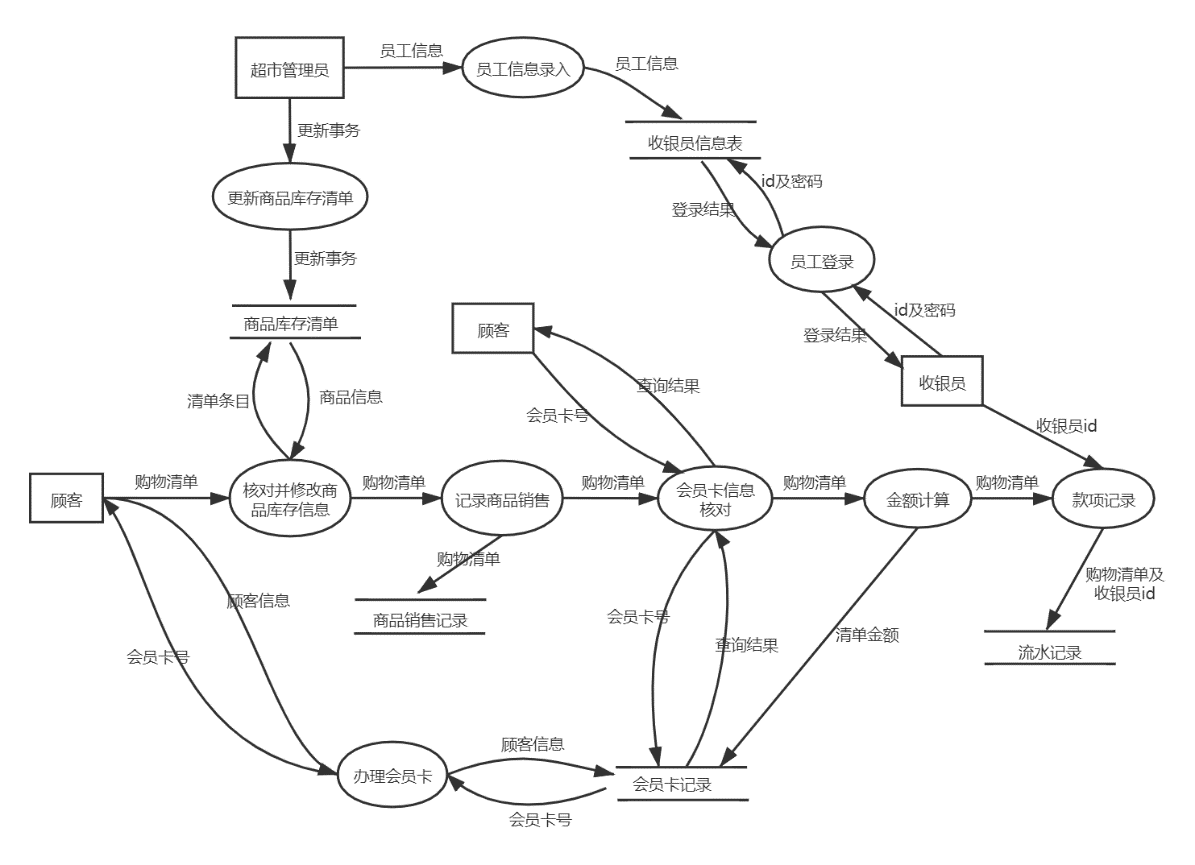 员工信息
超市管理员
员工信息录入
员工信息
更新事务
收银员信息表
id及密码
更新商品库存清单
登录结果
更新事务
员工登录
id及密码
商品库存清单
顾客
登录结果
收银员
查询结果
清单条目
商品信息
会员卡号
收银员id
顾客
购物清单
核对并修改商
品库存信息
购物清单
记录商品销售
购物清单
会员卡信息
核对
购物清单
金额计算
购物清单
款项记录
购物清单
购物清单及
收银员id
顾客信息
商品销售记录
会员卡号
清单金额
查询结果
流水记录
会员卡号
顾客信息
办理会员卡
会员卡记录
会员卡号